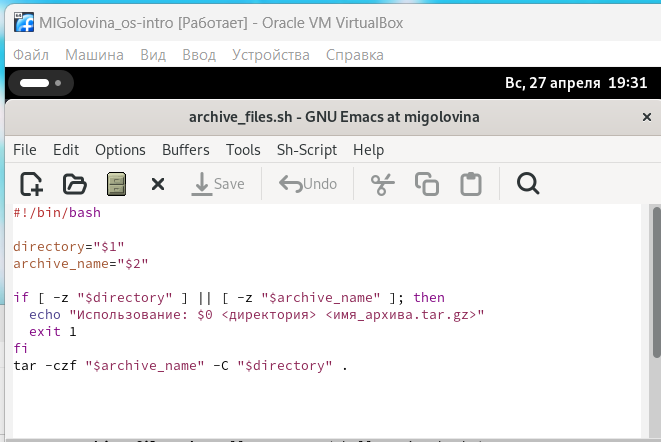 MIGolovina_os-intro [Работает] - Oracle VM VirtualBox
Файл Машина Вид Ввод Устройства Справка
Вс, 27 апреля 19:31
archive_files.sh - GNU Emacs at migolovina
File Edit Options Buffers Tools Sh-Script Help
Save Undo
#!/bin/bash
directory="$1"
archive_name="$2"
if [ -z "$directory" ] || [ -z "$archive_name" ]; then
echo "Использование: $0 <директория> <имя_архива.tar.gz>"
exit 1
fi
tar -czf "$archive_name" -C "$directory" .